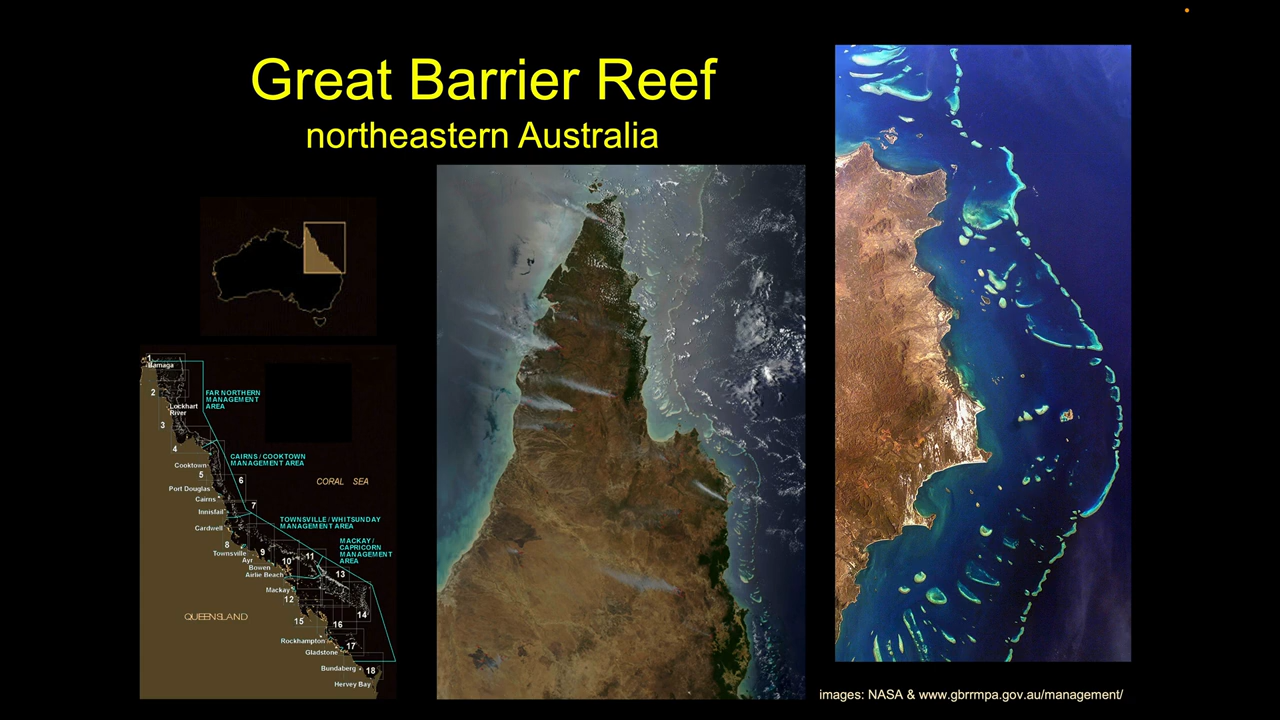 Great Barrier Reef
northeastern Australia
1
Bamaga
2
FAR NORTHERN
MANAGEMENT
AREA
Lockhart
River
3
4
CAIRNS / COOKTOWN
MANAGEMENT AREA
Cooktown
5
6
CORAL SEA
Port Douglas
Cairns
7
Innisfail
TOWNSVILLE / WHITSUNDAY
MANAGEMENT AREA
Cardwell
8
MACKAY /
CAPRICORN
MANAGEMENT
AREA
Townsville
9
11
Ayr
10
Bowen
Airlie Beach
13
Mackay
12
14
QUEENSLAND
15
16
Rockhampton
17
Gladstone
Bundaberg
18
Hervey Bay
images: NASA & www.gbrrmpa.gov.au/management/